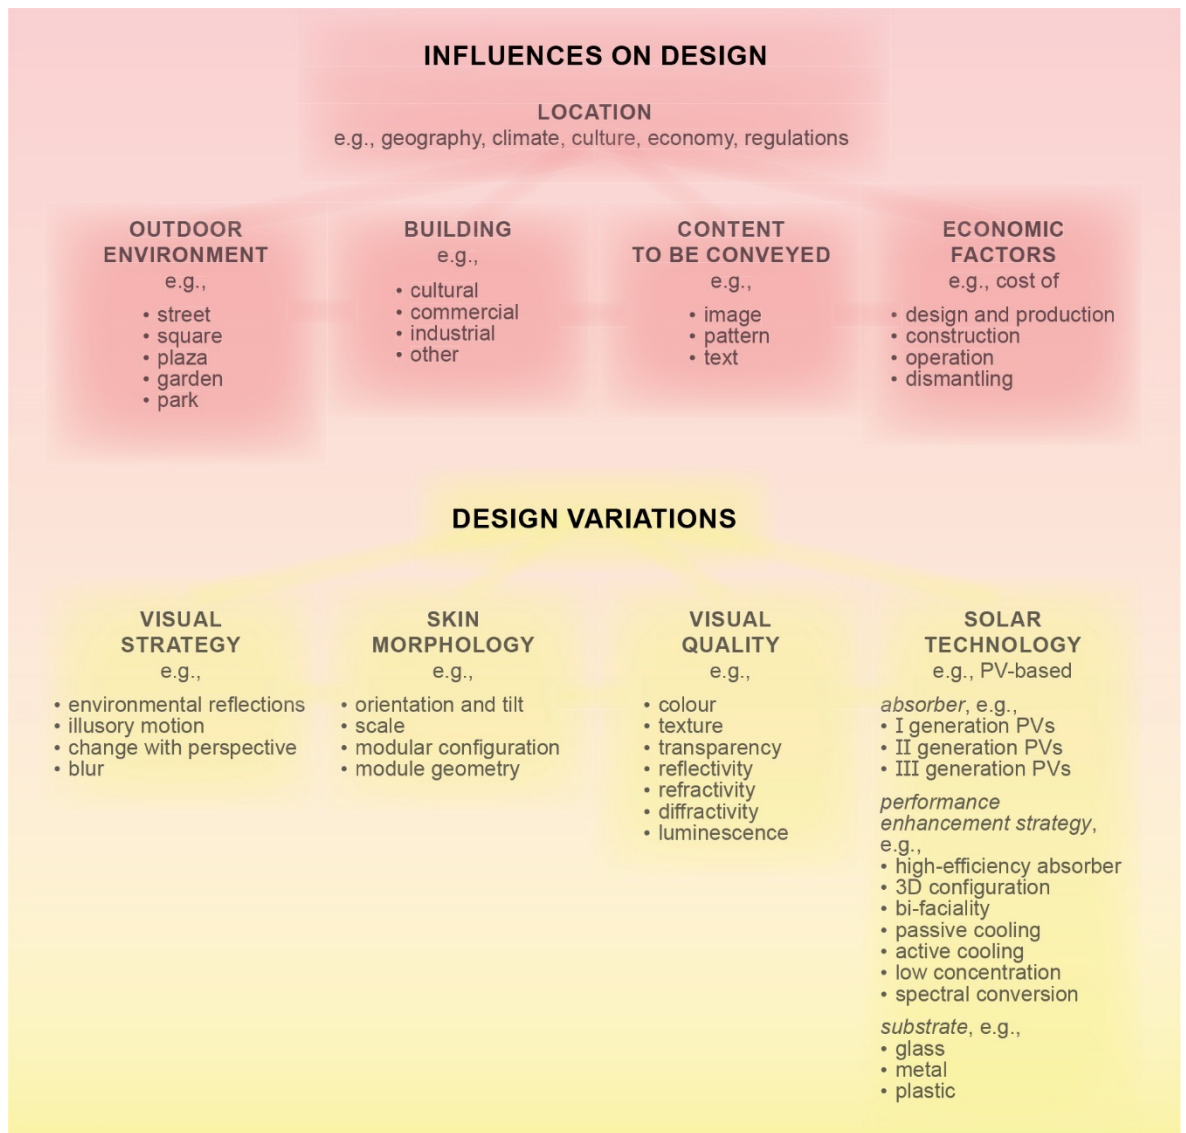 INFLUENCES ON DESIGN
LOCATION
e.g., geography, climate, culture, economy, regulations
OUTDOOR
ENVIRONMENT
e.g.,
• street
• square
• plaza
• garden
• park
BUILDING
e.g.,
• cultural
• commercial
• industrial
• other
CONTENT
TO BE CONVEYED
e.g.,
• image
• pattern
• text
ECONOMIC
FACTORS
e.g., cost of
• design and production
• construction
• operation
• dismantling
DESIGN VARIATIONS
VISUAL
STRATEGY
e.g.,
• environmental reflections
• illusory motion
• change with perspective
• blur
SKIN
MORPHOLOGY
e.g.,
• orientation and tilt
• scale
• modular configuration
• module geometry
VISUAL
QUALITY
e.g.,
• colour
• texture
• transparency
• reflectivity
• refractivity
• diffractivity
• luminescence
SOLAR
TECHNOLOGY
e.g., PV-based
absorber, e.g.,
• I generation PVs
• II generation PVs
• III generation PVs
performance
enhancement strategy,
e.g.,
• high-efficiency absorber
• 3D configuration
• bi-faciality
• passive cooling
• active cooling
• low concentration
• spectral conversion
substrate, e.g.,
• glass
• metal
• plastic